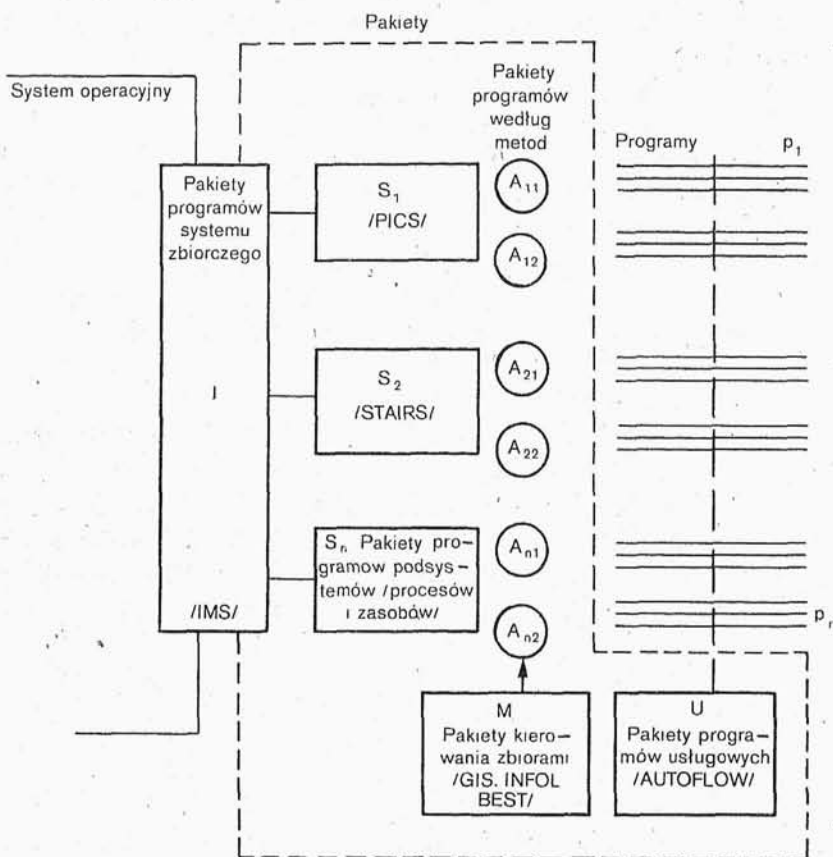 Pakiety
System operacyjny
Pakiety
programów
systemu
zbiorczego
I
/IMS/
S1
/PICS/
S2
/STAIRS/
Sn Pakiety pro-
gramow podsys-
temów /procesów
i zasobów/
Pakiety
programów
według
metod
A11
A12
A21
A22
An1
An2
Programy p1
pn
M
Pakiety kiero-
wania zbiorami
/GIS. INFOL
BEST/
U
Pakiety progra-
mów usługowych
/AUTOFLOW/